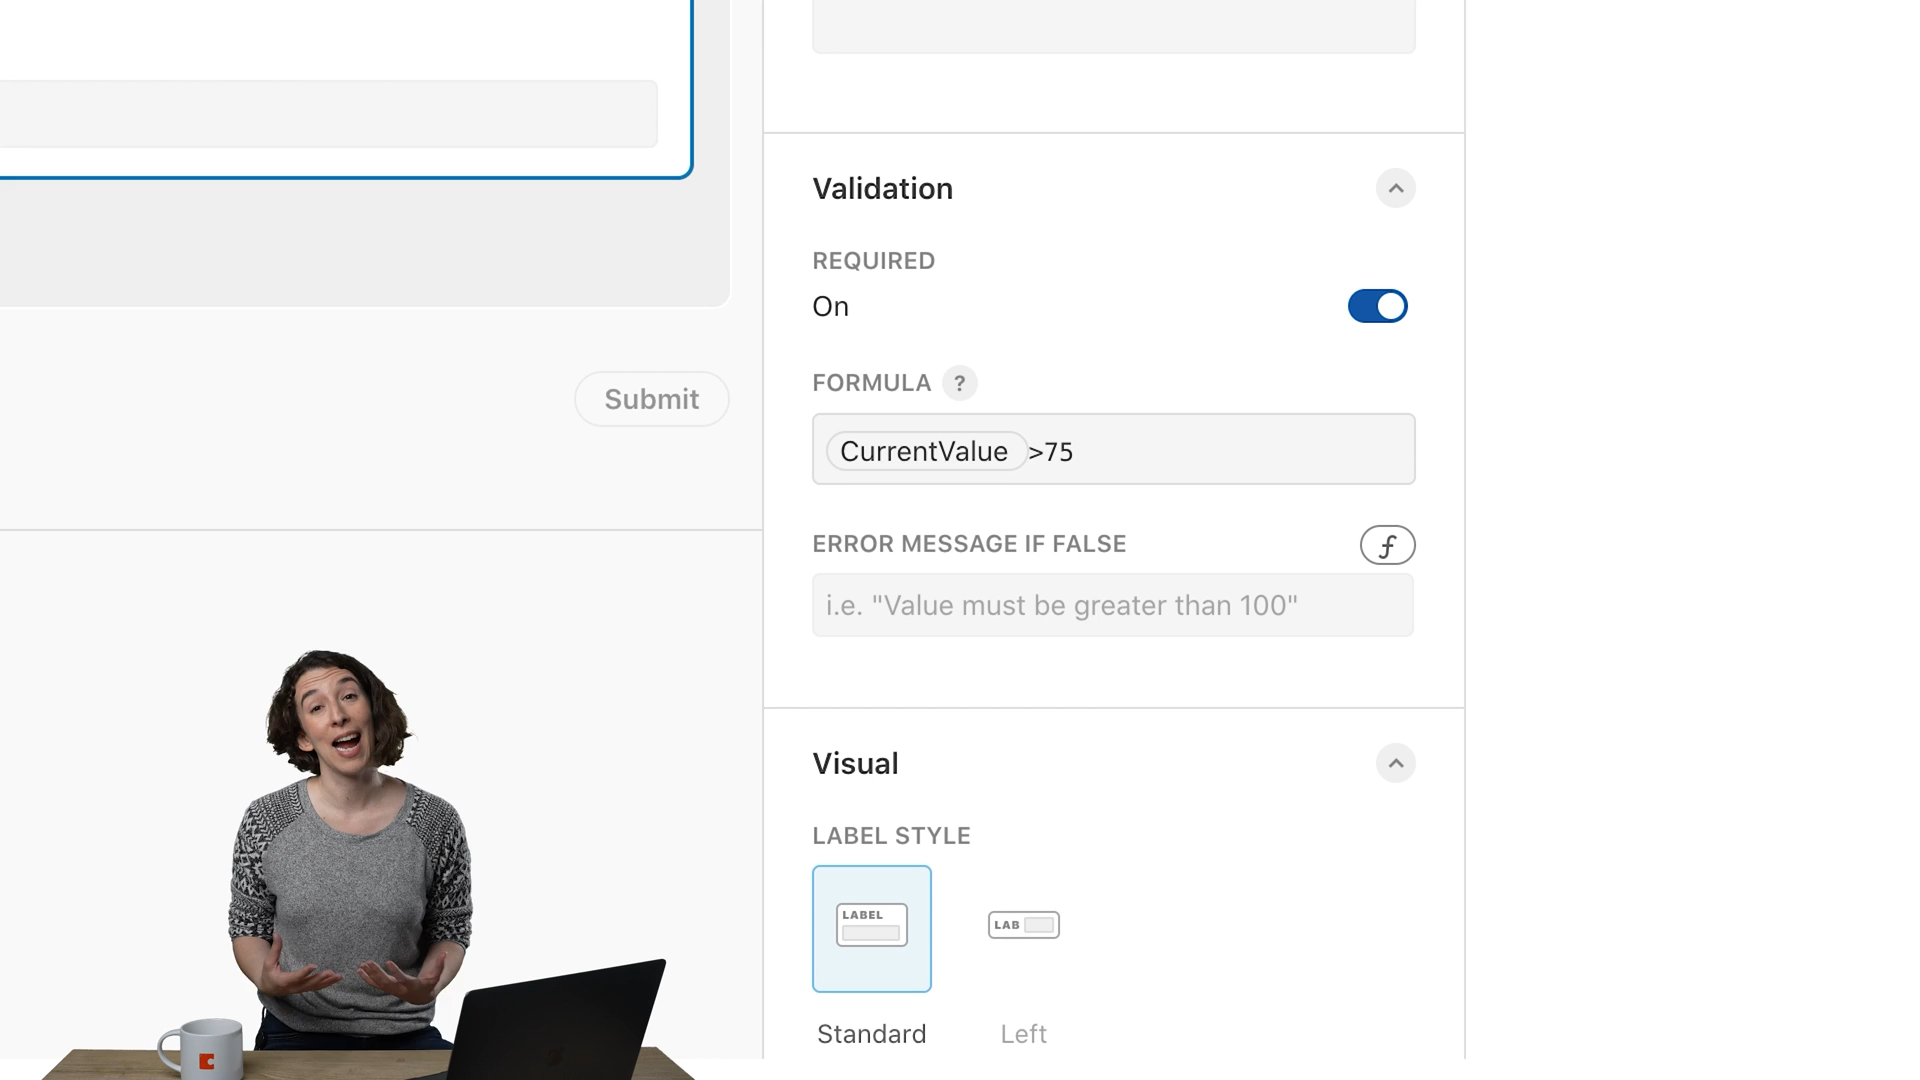 Validation
REQUIRED
On
FORMULA ?
CurrentValue >75
Submit
ERROR MESSAGE IF FALSE f
i.e. "Value must be greater than 100"
Visual
LABEL STYLE
LABEL
LAB
Standard
Left